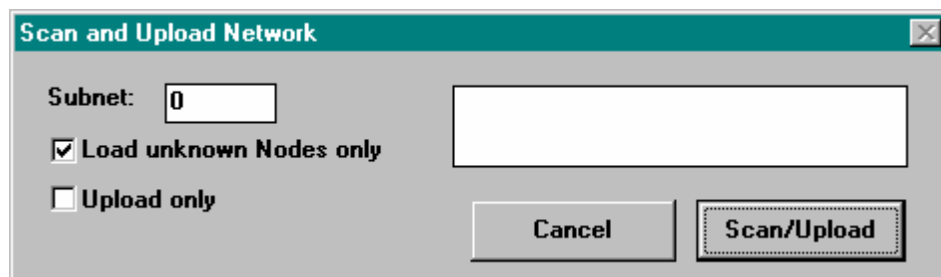 Scan and Upload Network
Subnet: 0
Load unknown Nodes only
Upload only
Cancel
Scan/Upload